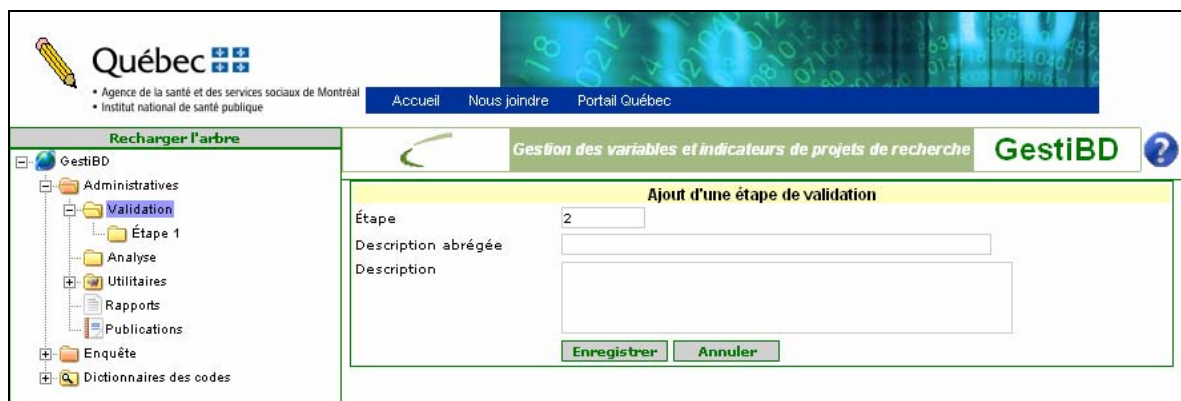 Québec
• Agence de la santé et des services sociaux de Montréal
• Institut national de santé publique
Accueil Nous joindre Portail Québec
Recharger l'arbre
GestiBD
Administratives
Validation
Étape 1
Analyse
Utilitaires
Rapports
Publications
Enquête
Dictionnaires des codes
Gestion des variables et indicateurs de projets de recherche
GestiBD
?
Ajout d'une étape de validation
Étape 2
Description abrégée
Description
Enregistrer Annuler